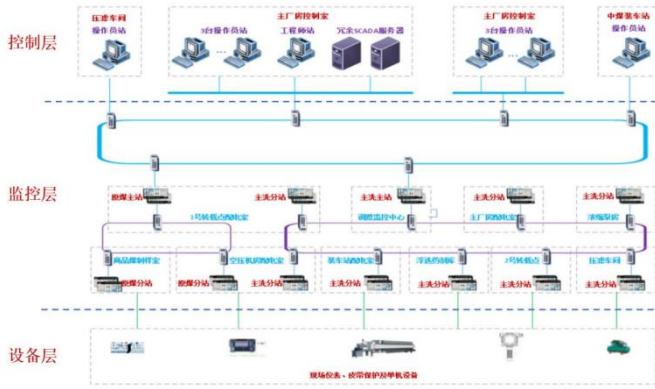 压滤车间
操作员站
主厂房控制室
3台操作员站
工程师站
冗余SCADA服务器
主厂房控制室
3台操作员站
中煤装车站
操作员站
控制层
监控层
原煤主站
主洗分站
1号转载点配电室
主洗主站
调度监控中心
主洗分站
主厂房配电室
主洗分站
浓缩泵房
商品煤制样室
原煤分站
空压机房配电室
原煤分站
主洗分站
装车站配电室
主洗分站
浮选药剂库
主洗分站
2号转载点
主洗分站
压滤车间
主洗分站
设备层
现场仪表、皮带保护及单机设备